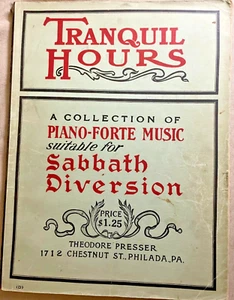 TRANQUIL
HOURS
A COLLECTION OF
PIANO-FORTE MUSIC
suitable for
Sabbath
Diversion
PRICE
$1.25
THEODORE PRESSER
1712 CHESTNUT ST., PHILADA., PA.